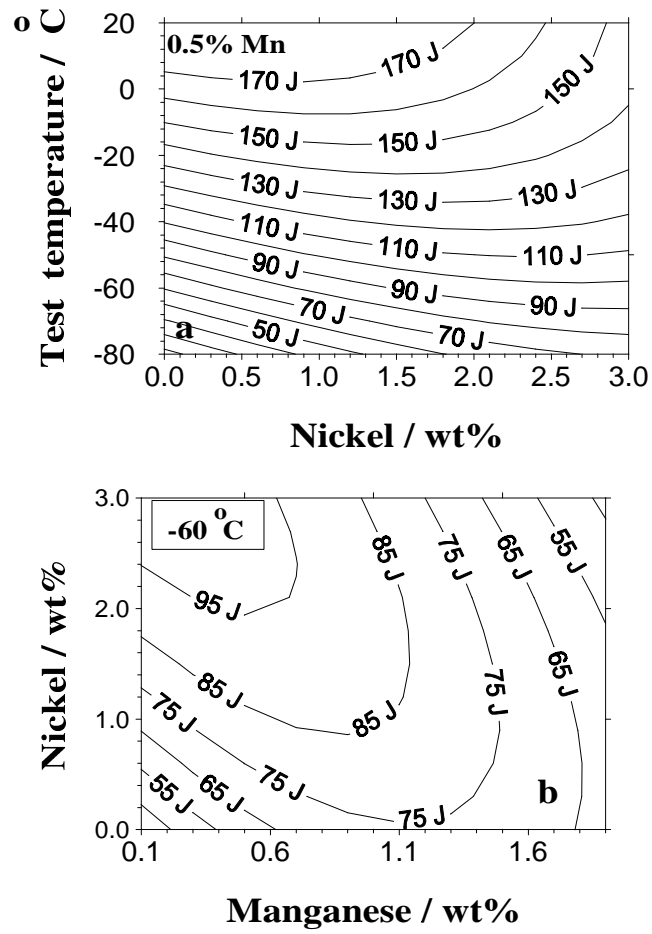 o C
Test temperature /
20
0
-20
-40
-60
-80
0.5% Mn
170 J
170 J
150 J
150 J
150 J
130 J
130 J
130 J
110 J
110 J
110 J
90 J
90 J
90 J
70 J
70 J
50 J
a
0.0 0.5 1.0 1.5 2.0 2.5 3.0
Nickel / wt%
Nickel / wt%
3.0
2.0
1.0
0.0
-60 °C
95 J
85 J
85 J
85 J
75 J
75 J
75 J
75 J
75 J
65 J
65 J
65 J
55 J
55 J
b
0.1 0.6 1.1 1.6
Manganese / wt%